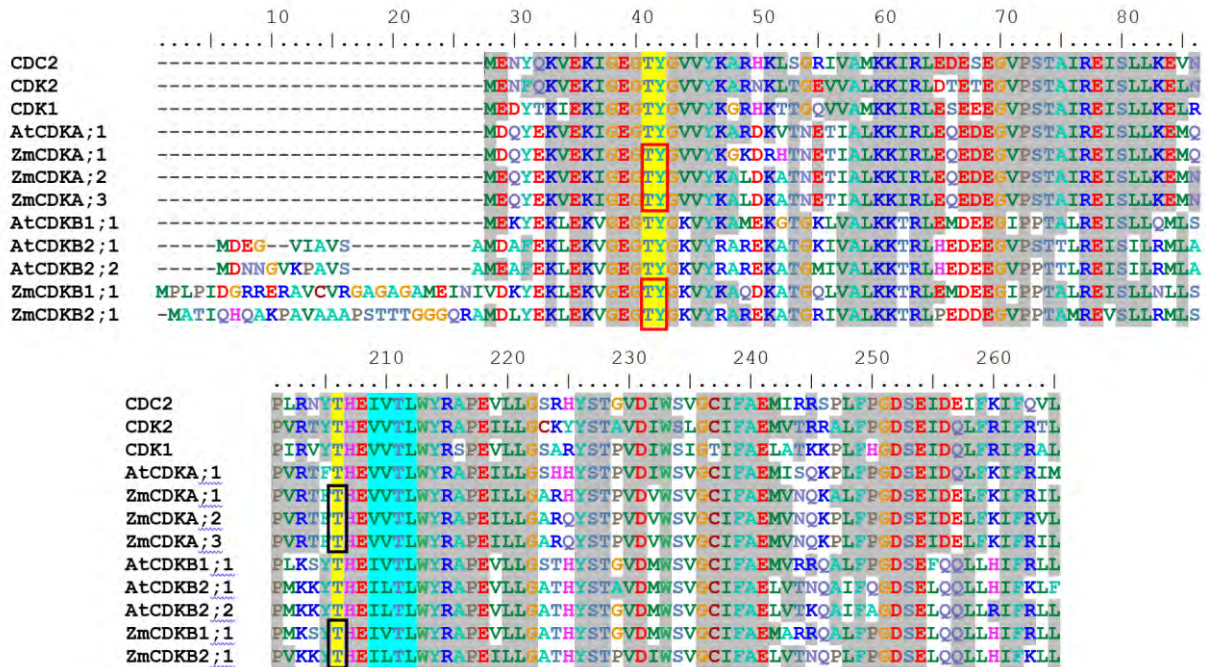 10 20 30 40 50 60 70 80
CDC2 ---------------------------MENYQKVEKIGEGTYGVVYKARHKLSGRIVAMKKIRLEDESEGVPSTAIREISLLKEVN
CDK2 ---------------------------MENFQKVEKIGEGTYGVVYKARNKLTGEVVALKKIRLDTETEGVPSTAIREISLLKELN
CDK1 ---------------------------MEDYTKIEKIGEGTYGVVYKGRHKTTGQVVAMKKIRLESEEEGVPSTAIREISLLKELR
AtCDKA;1 ---------------------------MDQYEKVEKIGEGTYGVVYKARDKVTNETIALKKIRLEQEDEGVPSTAIREISLLKEMQ
ZmCDKA;1 ---------------------------MDQYEKVEKIGEGTYGVVYKGKDRHTNETIALKKIRLEQEDEGVPSTAIREISLLKEMQ
ZmCDKA;2 ---------------------------MEQYEKVEKIGEGTYGVVYKALDKATNETIALKKIRLEQEDEGVPSTAIREISLLKEMN
ZmCDKA;3 ---------------------------MEQYEKVEKIGEGTYGVVYKALDKATNETIALKKIRLEQEDEGVPSTAIREISLLKEMN
AtCDKB1;1 ---------------------------MEKYEKLEKVGEGTYGKVYKAMEKGTGKLVALKKTRLEMDEEGIPPTALREISLLQMLS
AtCDKB2;1 -----MDEG--VIAVS----------AMDAFEKLEKVGEGTYGKVYRAREKATGKIVALKKTRLHEDEEGVPSTTLREISILRMLA
AtCDKB2;2 -----MDNNGVKPAVS----------AMEAFEKLEKVGEGTYGKVYRAREKATGMIVALKKTRLHEDEEGVPPTTLREISILRMLA
ZmCDKB1;1 MPLPIDGRRERAVCVRGAGAGAMEINIVDKYEKLEKVGEGTYGKVYKAQDKATGQLVALKKTRLEMDEEGIPPTALREISLLNLLS
ZmCDKB2;1 -MATIQHQAKPAVAAAPSTTTGGGQRAMDLYEKLEKVGEGTYGKVYRAREKATGKIVALKKTRLPEDDEGVPPTAMREVSLLRMLS
210 220 230 240 250 260
CDC2 PLRNYTHEIVTLWYRAPEVLLGSRHYSTGVDIWSVGCIFAEMIRRSPLFPGDSEIDEIFKIFQVL
CDK2 PVRTYTHEVVTLWYRAPEILLGCKYYSTAVDIWSLGCIFAEMVTRRALFPGDSEIDQLFRIFRTL
CDK1 PIRVYTHEVVTLWYRSPEVLLGSARYSTPVDIWSIGTIFAELATKKPLFHGDSEIDQLFRIFRAL
AtCDKA;1 PVRTFTHEVVTLWYRAPEILLGSHHYSTPVDIWSVGCIFAEMISQKPLFPGDSEIDQLFKIFRIM
ZmCDKA;1 PVRTFTHEVVTLWYRAPEILLGARHYSTPVDVWSVGCIFAEMVNQKALFPGDSEIDELFKIFRIL
ZmCDKA;2 PVRTFTHEVVTLWYRAPEILLGARQYSTPVDVWSVGCIFAEMVNQKPLFPGDSEIDELFKIFRVL
ZmCDKA;3 PVRTFTHEVVTLWYRAPEILLGARQYSTPVDVWSVGCIFAEMVNQKPLFPGDSEIDELFKIFRIL
AtCDKB1;1 PLKSYTHEIVTLWYRAPEVLLGSTHYSTGVDMWSVGCIFAEMVRRQALFPGDSEFQQLLHIFRLL
AtCDKB2;1 PMKKYTHEILTLWYRAPEVLLGATHYSTAVDMWSVGCIFAELVTNQAIFQGDSELQQLLHIFKLF
AtCDKB2;2 PMKKYTHEILTLWYRAPEVLLGATHYSTGVDMWSVGCIFAELVTKQAIFAGDSELQQLLRIFRLL
ZmCDKB1;1 PMKSYTHEIVTLWYRAPEVLLGATHYSTGVDMWSVGCIFAEMARRQALFPGDSELQQLLHIFRLL
ZmCDKB2;1 PVKKYTHEILTLWYRAPEVLLGATHYSTPVDMWSVGCIFAELVTNQPLFPGDSELQQLLHIFKLL